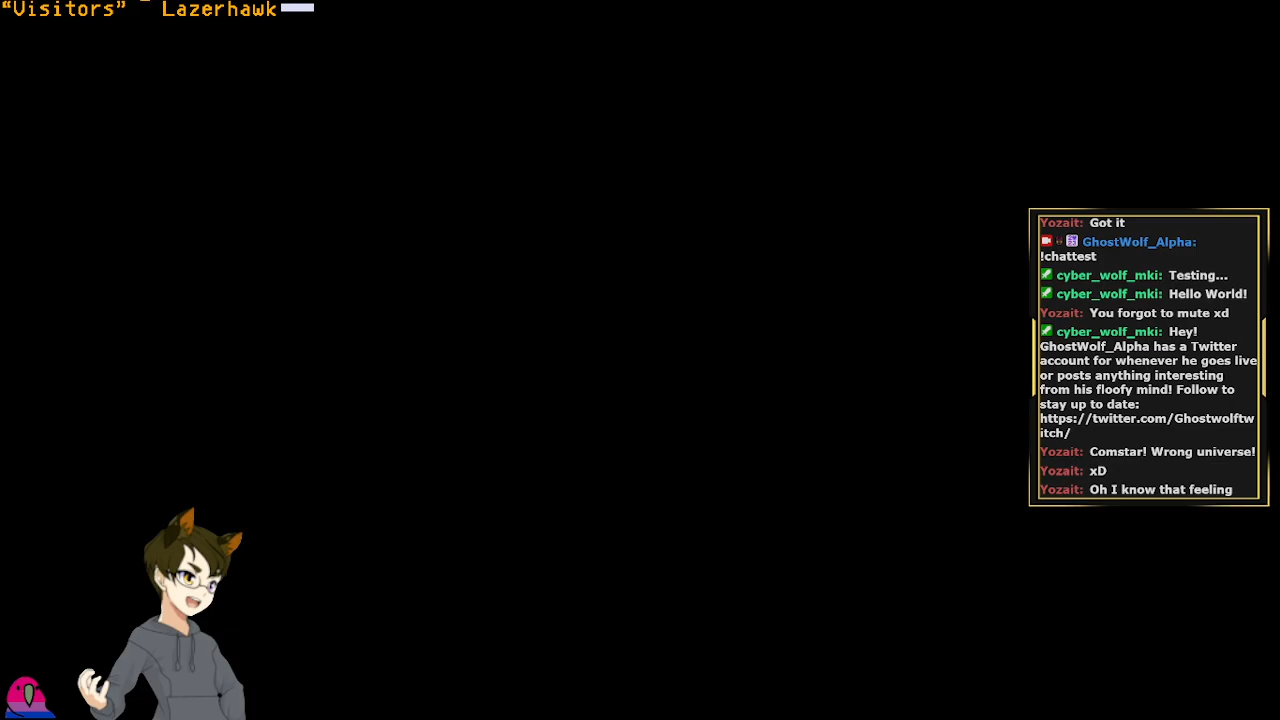 “Visitors” - Lazerhawk
Yozait: Got it
GhostWolf_Alpha:
!chattest
cyber_wolf_mki: Testing...
cyber_wolf_mki: Hello World!
Yozait: You forgot to mute xd
cyber_wolf_mki: Hey!
GhostWolf_Alpha has a Twitter
account for whenever he goes live
or posts anything interesting
from his floofy mind! Follow to
stay up to date:
https://twitter.com/Ghostwolftw
itch/
Yozait: Comstar! Wrong universe!
Yozait: xD
Yozait: Oh I know that feeling